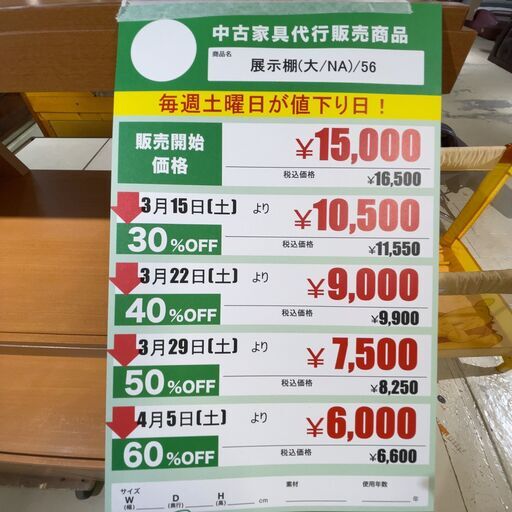 中古家具代行販売商品
商品名
展示棚(大/NA)/56
毎週土曜日が値下り日！
販売開始
価格
¥15,000
税込価格 ¥16,500
3月15日(土) より
30%OFF
¥10,500
税込価格 ¥11,550
3月22日(土) より
40%OFF
¥9,000
税込価格 ¥9,900
3月29日(土) より
50%OFF
¥7,500
税込価格 ¥8,250
4月5日(土) より
60%OFF
¥6,000
税込価格 ¥6,600
サイズ
W(幅) D(奥行) H(高) cm
素材
使用年数
年